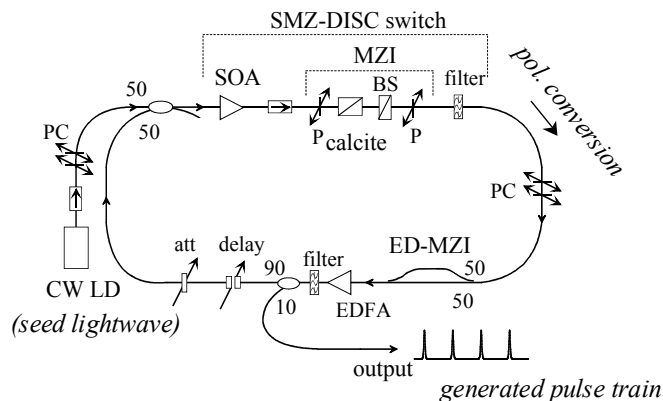 SMZ-DISC switch
MZI
SOA
BS
filter
pol. conversion
50
50
P
calcite
P
PC
PC
ED-MZI
att
delay
90
filter
50
10
EDFA
50
CW LD
(seed lightwave)
output
generated pulse train